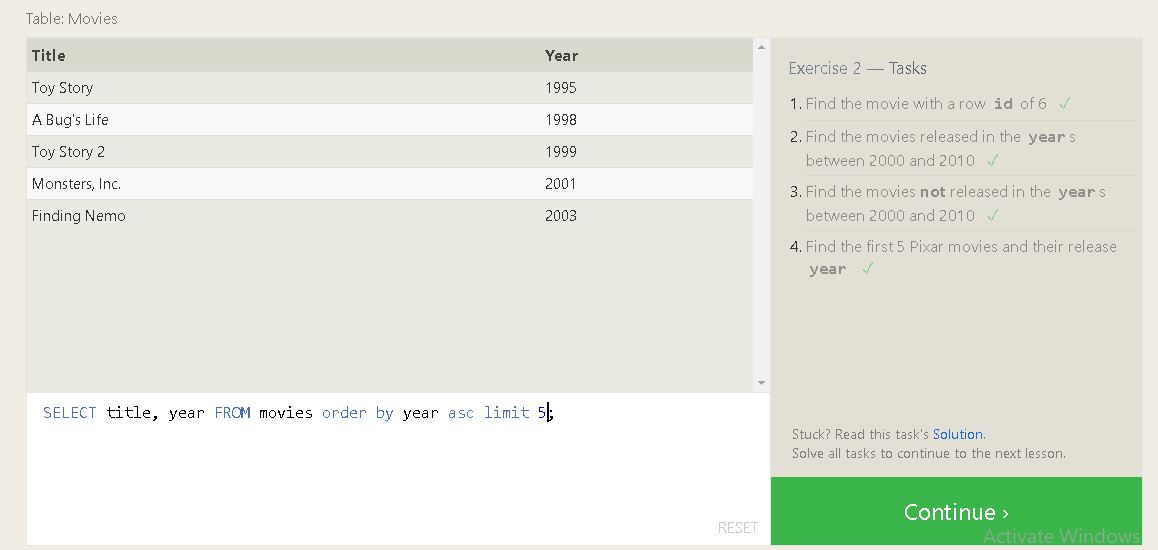 Table: Movies
Title Year
Toy Story 1995
A Bug's Life 1998
Toy Story 2 1999
Monsters, Inc. 2001
Finding Nemo 2003
SELECT title, year FROM movies order by year asc limit 5;
RESET
Exercise 2 — Tasks
1. Find the movie with a row id of 6 ✓
2. Find the movies released in the year s
between 2000 and 2010 ✓
3. Find the movies not released in the year s
between 2000 and 2010 ✓
4. Find the first 5 Pixar movies and their release
year ✓
Stuck? Read this task's Solution.
Solve all tasks to continue to the next lesson.
Continue ›
Activate Windows